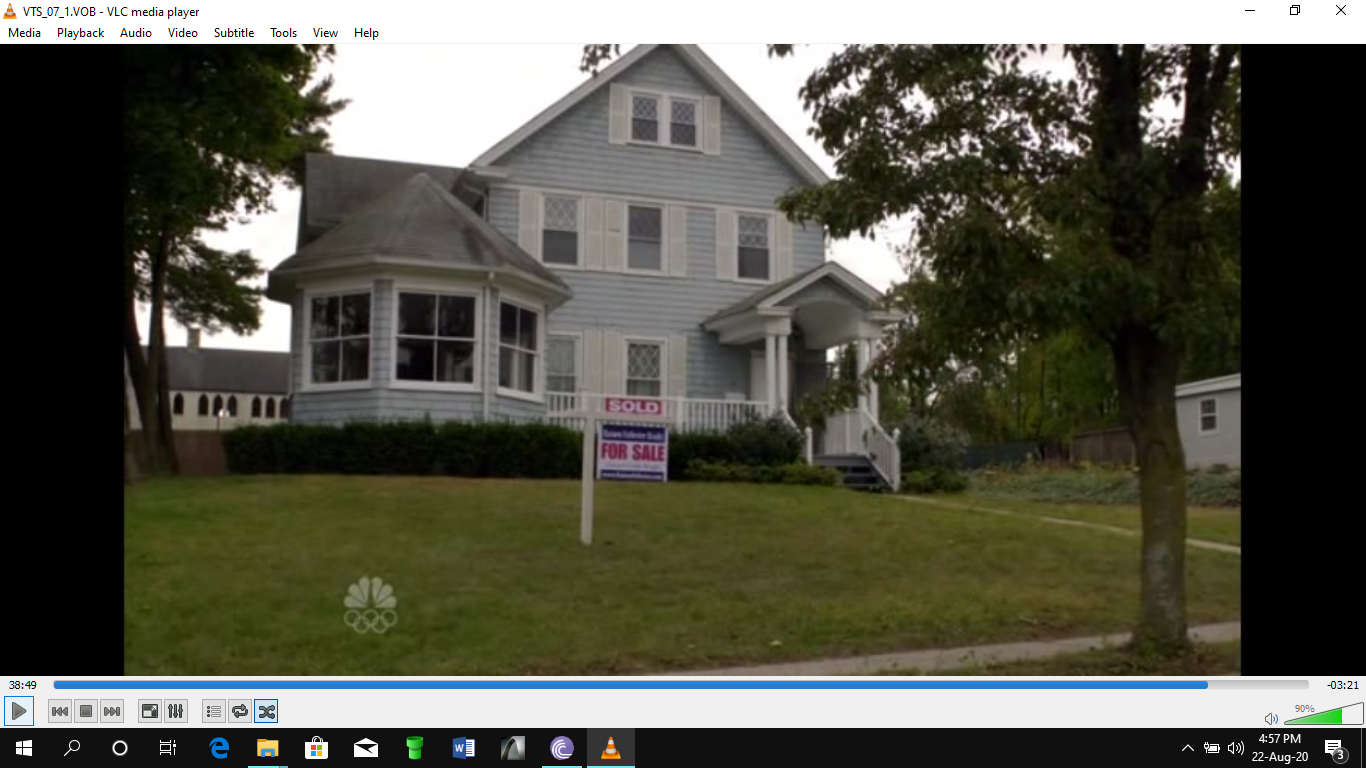 VTS_07_1.VOB - VLC media player
Media Playback Audio Video Subtitle Tools View Help
SOLD
FOR SALE
38:49
-03:21
90%
4:57 PM
22-Aug-20
3